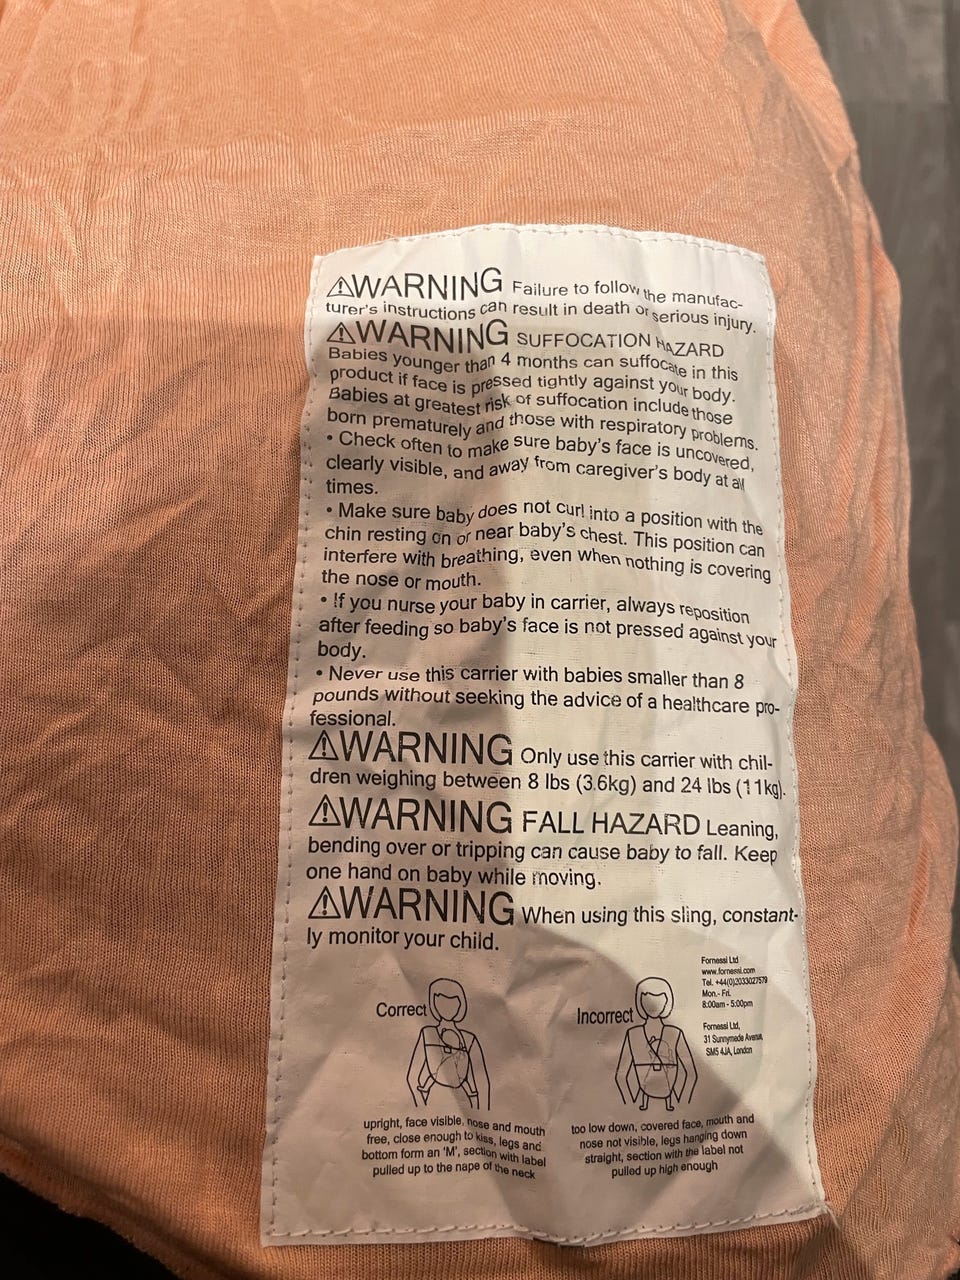 ⚠WARNING Failure to follow the manufac-
turer's instructions can result in death or serious injury.
⚠WARNING SUFFOCATION HAZARD
Babies younger than 4 months can suffocate in this
product if face is pressed tightly against your body.
Babies at greatest risk of suffocation include those
born prematurely and those with respiratory problems.
• Check often to make sure baby's face is uncovered,
clearly visible, and away from caregiver's body at all
times.
• Make sure baby does not curl into a position with the
chin resting on or near baby's chest. This position can
interfere with breathing, even when nothing is covering
the nose or mouth.
• If you nurse your baby in carrier, always reposition
after feeding so baby's face is not pressed against your
body.
• Never use this carrier with babies smaller than 8
pounds without seeking the advice of a healthcare pro-
fessional.
⚠WARNING Only use this carrier with chil-
dren weighing between 8 lbs (3.6kg) and 24 lbs (11kg).
⚠WARNING FALL HAZARD Leaning,
bending over or tripping can cause baby to fall. Keep
one hand on baby while moving.
⚠WARNING When using this sling, constant-
ly monitor your child.
Correct
upright, face visible, nose and mouth
free, close enough to kiss, legs and
bottom form an 'M', section with label
pulled up to the nape of the neck
Incorrect
too low down, covered face, mouth and
nose not visible, legs hanging down
straight, section with the label not
pulled up high enough
Fornessi Ltd
www.fornessi.com
Tel. +44(0)2033027579
Mon.- Fri.
8:00am - 5:00pm
Fornessi Ltd,
31 Sunnymede Avenue,
SM5 4JA, London